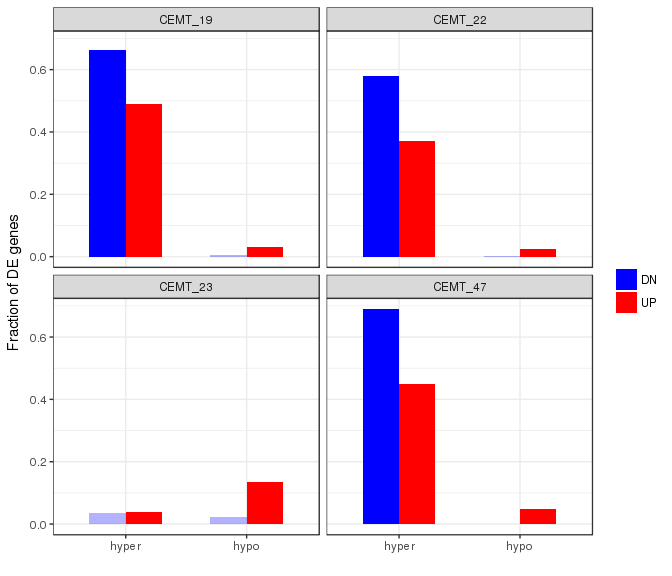 CEMT_19
CEMT_22
0.6
0.4
0.2
0.0
Fraction of DE genes
CEMT_23
CEMT_47
0.6
0.4
0.2
0.0
hyper
hypo
hyper
hypo
DN
UP